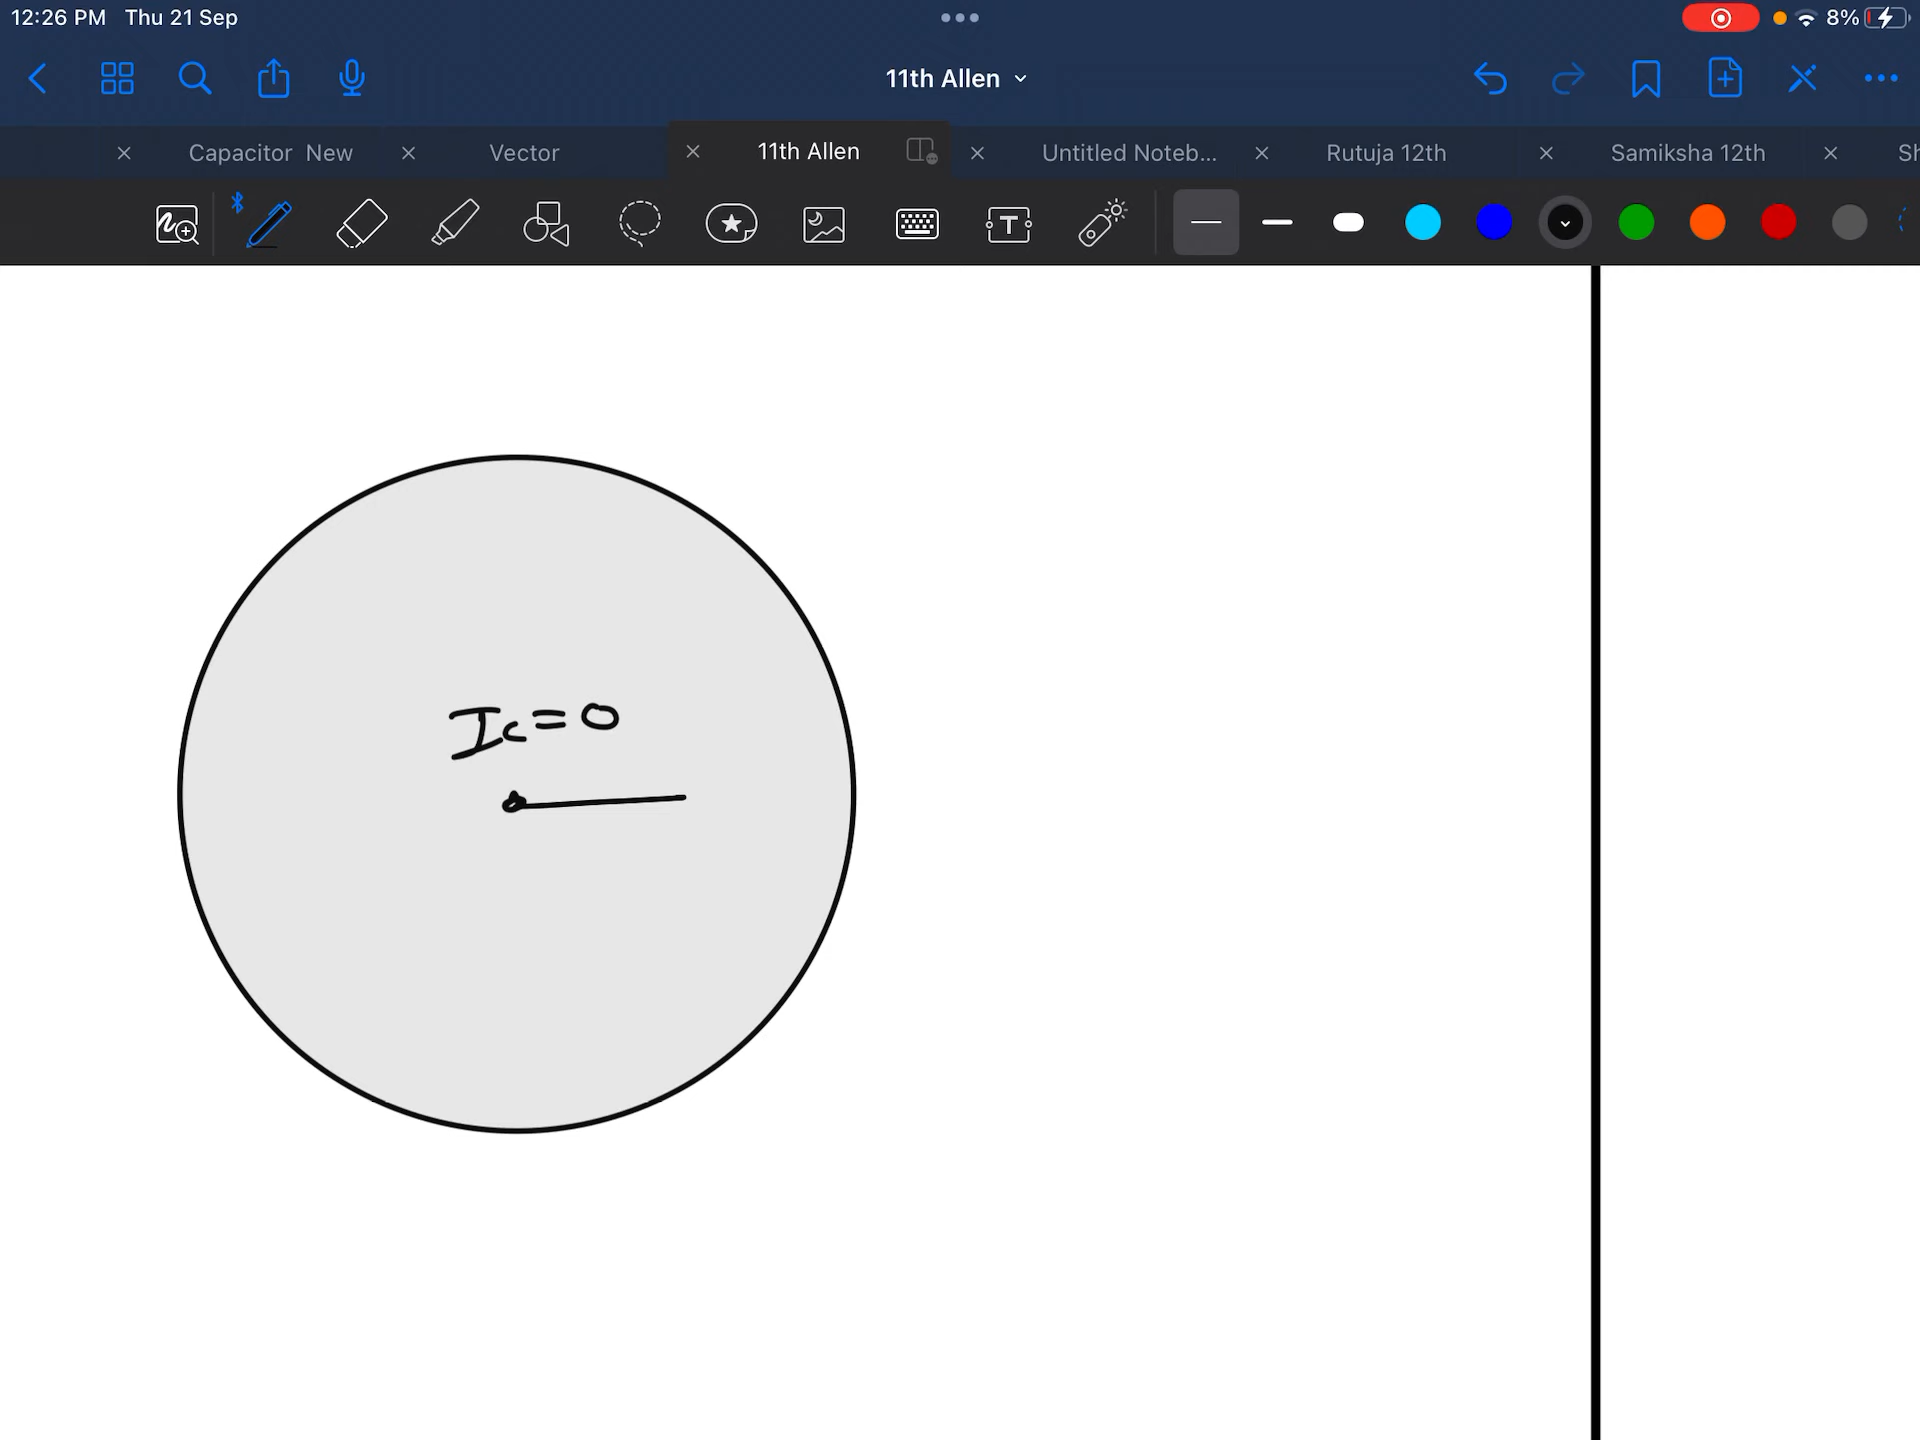 12:26 PM Thu 21 Sep
8%
11th Allen
Capacitor New
Vector
11th Allen
Untitled Noteb...
Rutuja 12th
Samiksha 12th
Sh
T
Ic=0